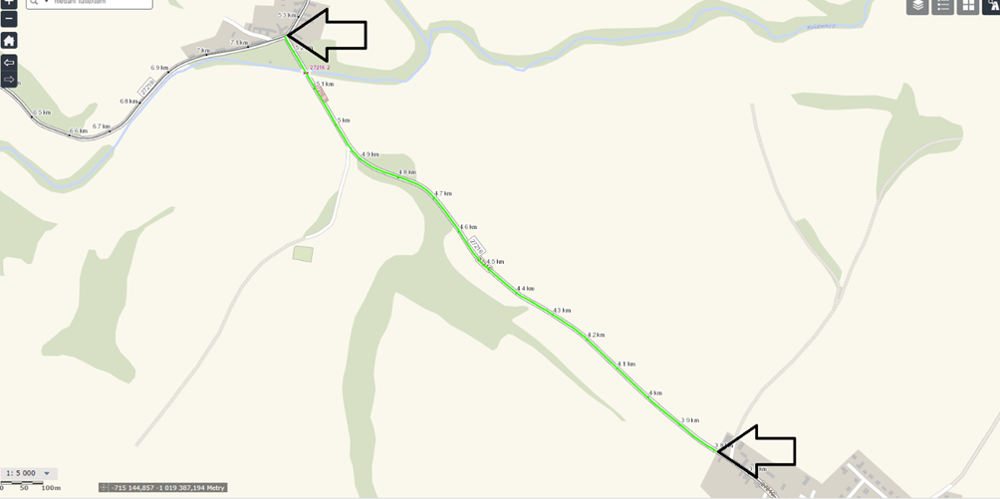 Hledání fulltextem
5.3 km
7.1 km
7 km
6.9 km
27216
27216 2
5.1 km
6.8 km
6.5 km
6.7 km
6.6 km
5 km
4.9 km
4.8 km
4.7 km
4.6 km
27216
4.5 km
4.4 km
4.3 km
4.2 km
4.1 km
4 km
3.9 km
1: 5 000
0 50 100m
-715 144,857 -1 019 387,194 Metry